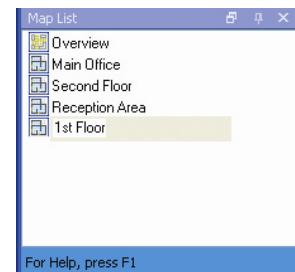 Map List
Overview
Main Office
Second Floor
Reception Area
1st Floor
For Help, press F1